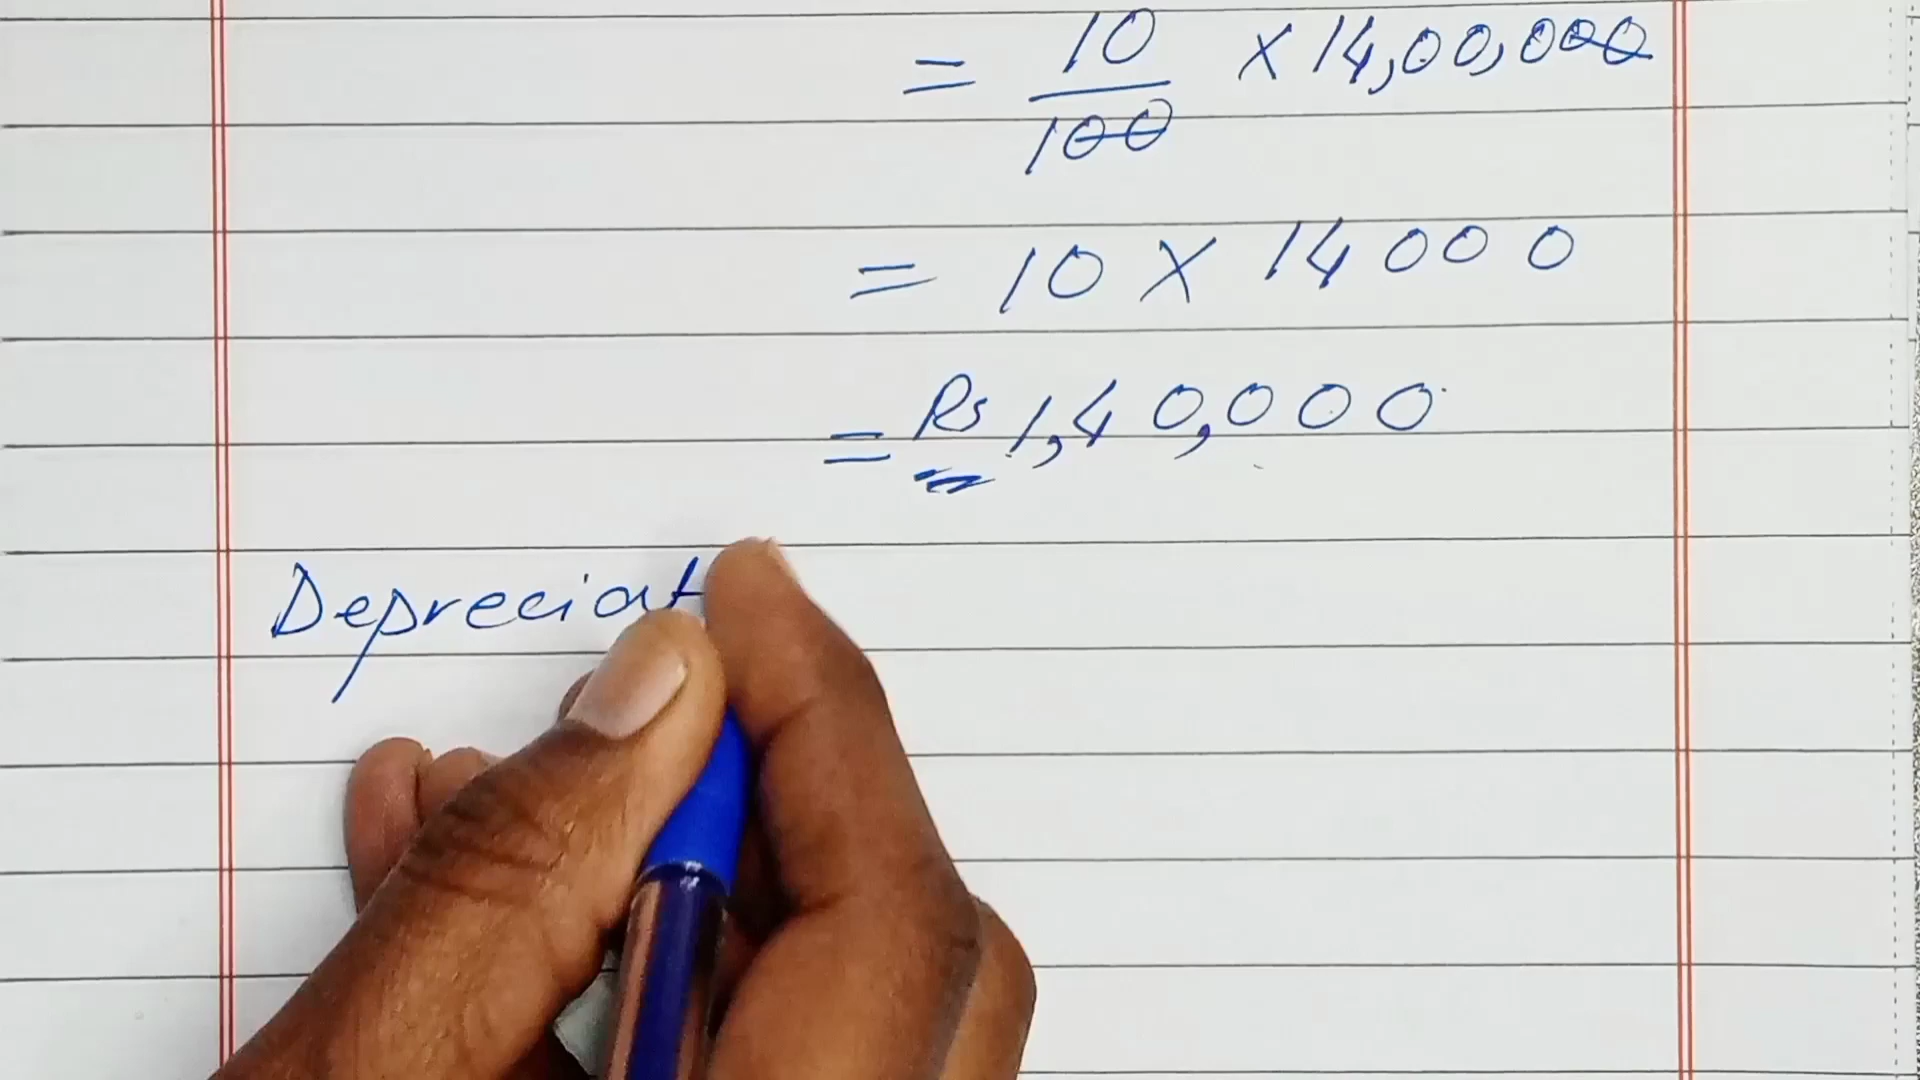 = 10/100 × 14,00,000
= 10 × 14000
= Rs 1,40,000
Depreciat